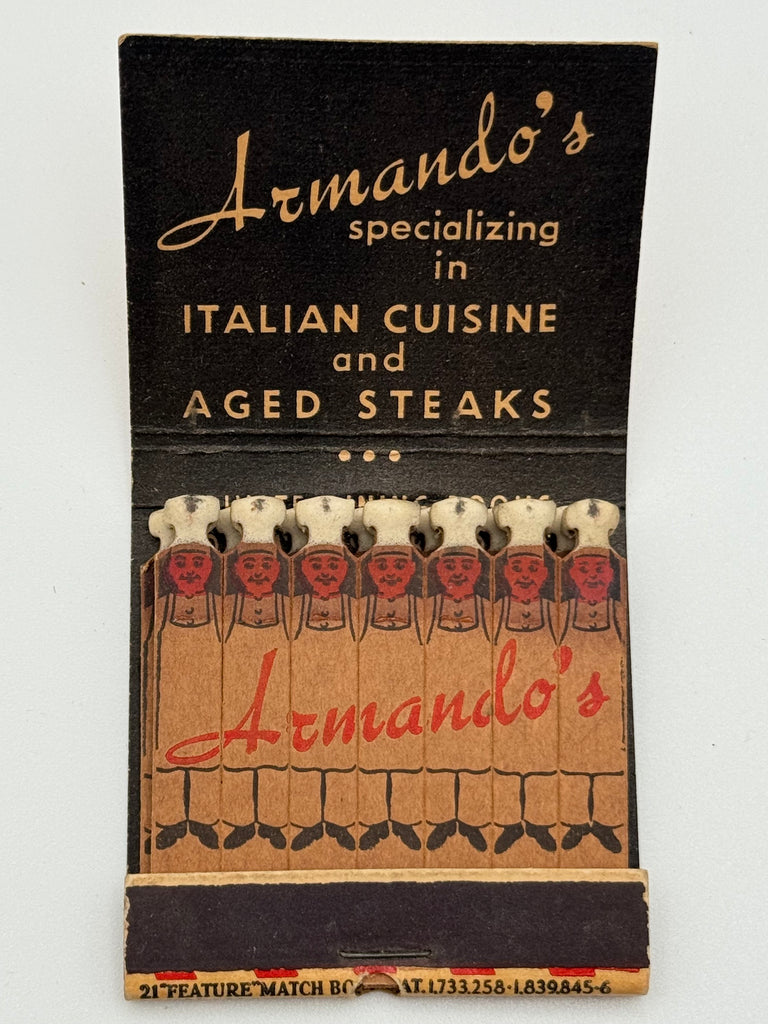 Armando's
specializing
in
ITALIAN CUISINE
and
AGED STEAKS
Armando's
21 "FEATURE" MATCH BO AT. 1,733,258 · 1,839,845-6